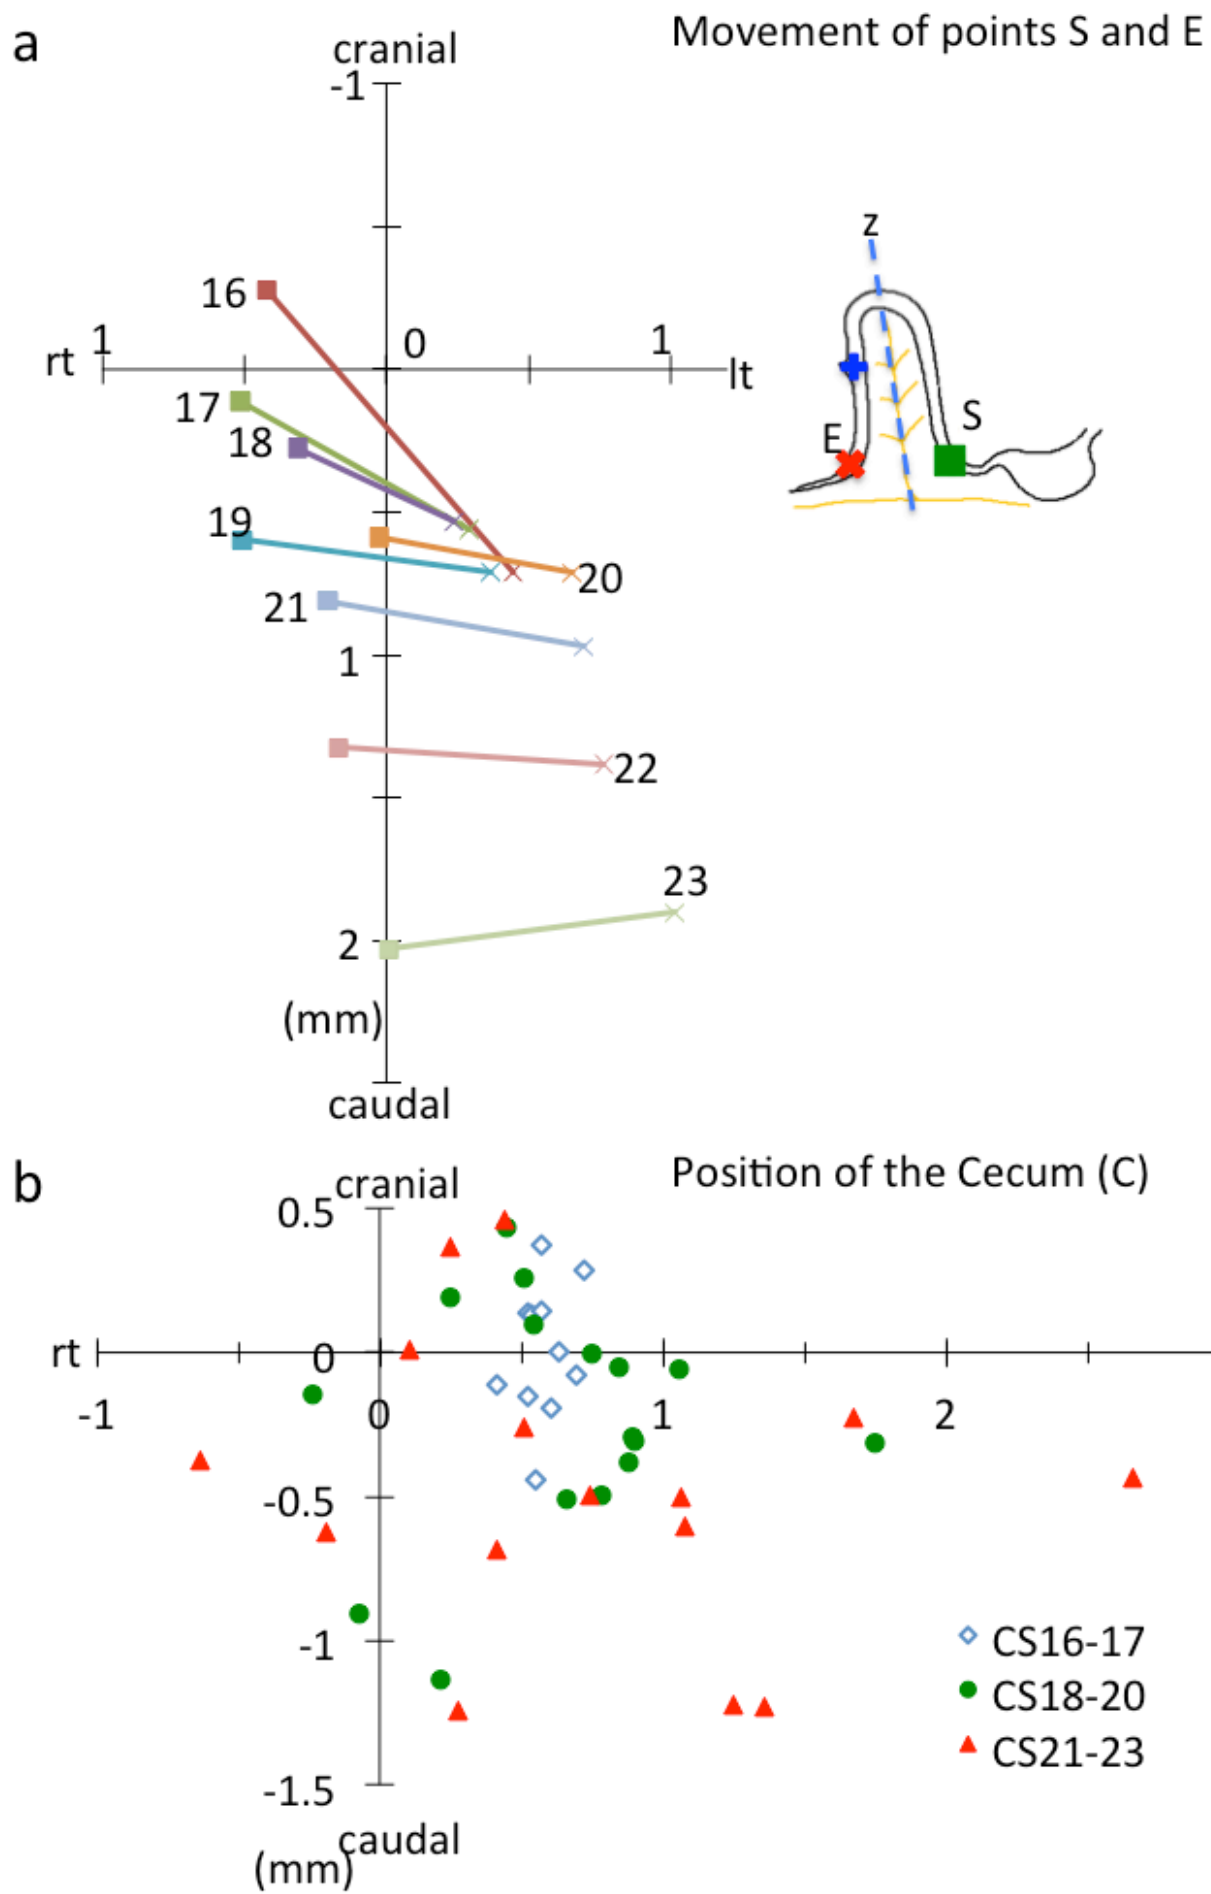 a
cranial
Movement of points S and E
-1
z
16
0
rt
1
1
lt
17
18
S
E
19
20
21
1
22
23
2
(mm)
caudal
b
cranial
Position of the Cecum (C)
0.5
rt
0
-1
0
1
2
-0.5
-1
CS16-17
CS18-20
CS21-23
-1.5
caudal
(mm)